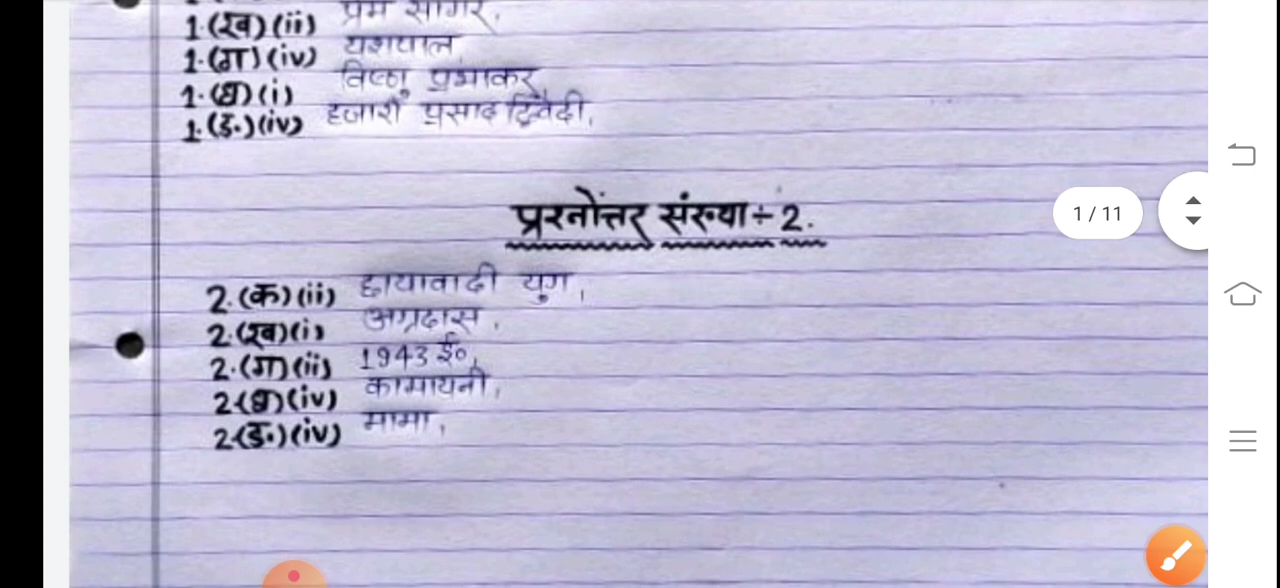 1.(ख)(ii) प्रेम सागर,
1.(ग)(iv) यशपाल
1.(घ)(i) विष्णु प्रभाकर
1.(ङ.)(iv) हजारी प्रसाद द्विवेदी,
प्रश्नोंत्तर संख्या ÷ 2.
2.(क)(ii) छायावादी युग,
2.(ख)(i) अग्रदास,
2.(ग)(ii) 1943 ई०,
2(घ)(iv) कामायनी,
2(ङ.)(iv) मामा,
1 / 11